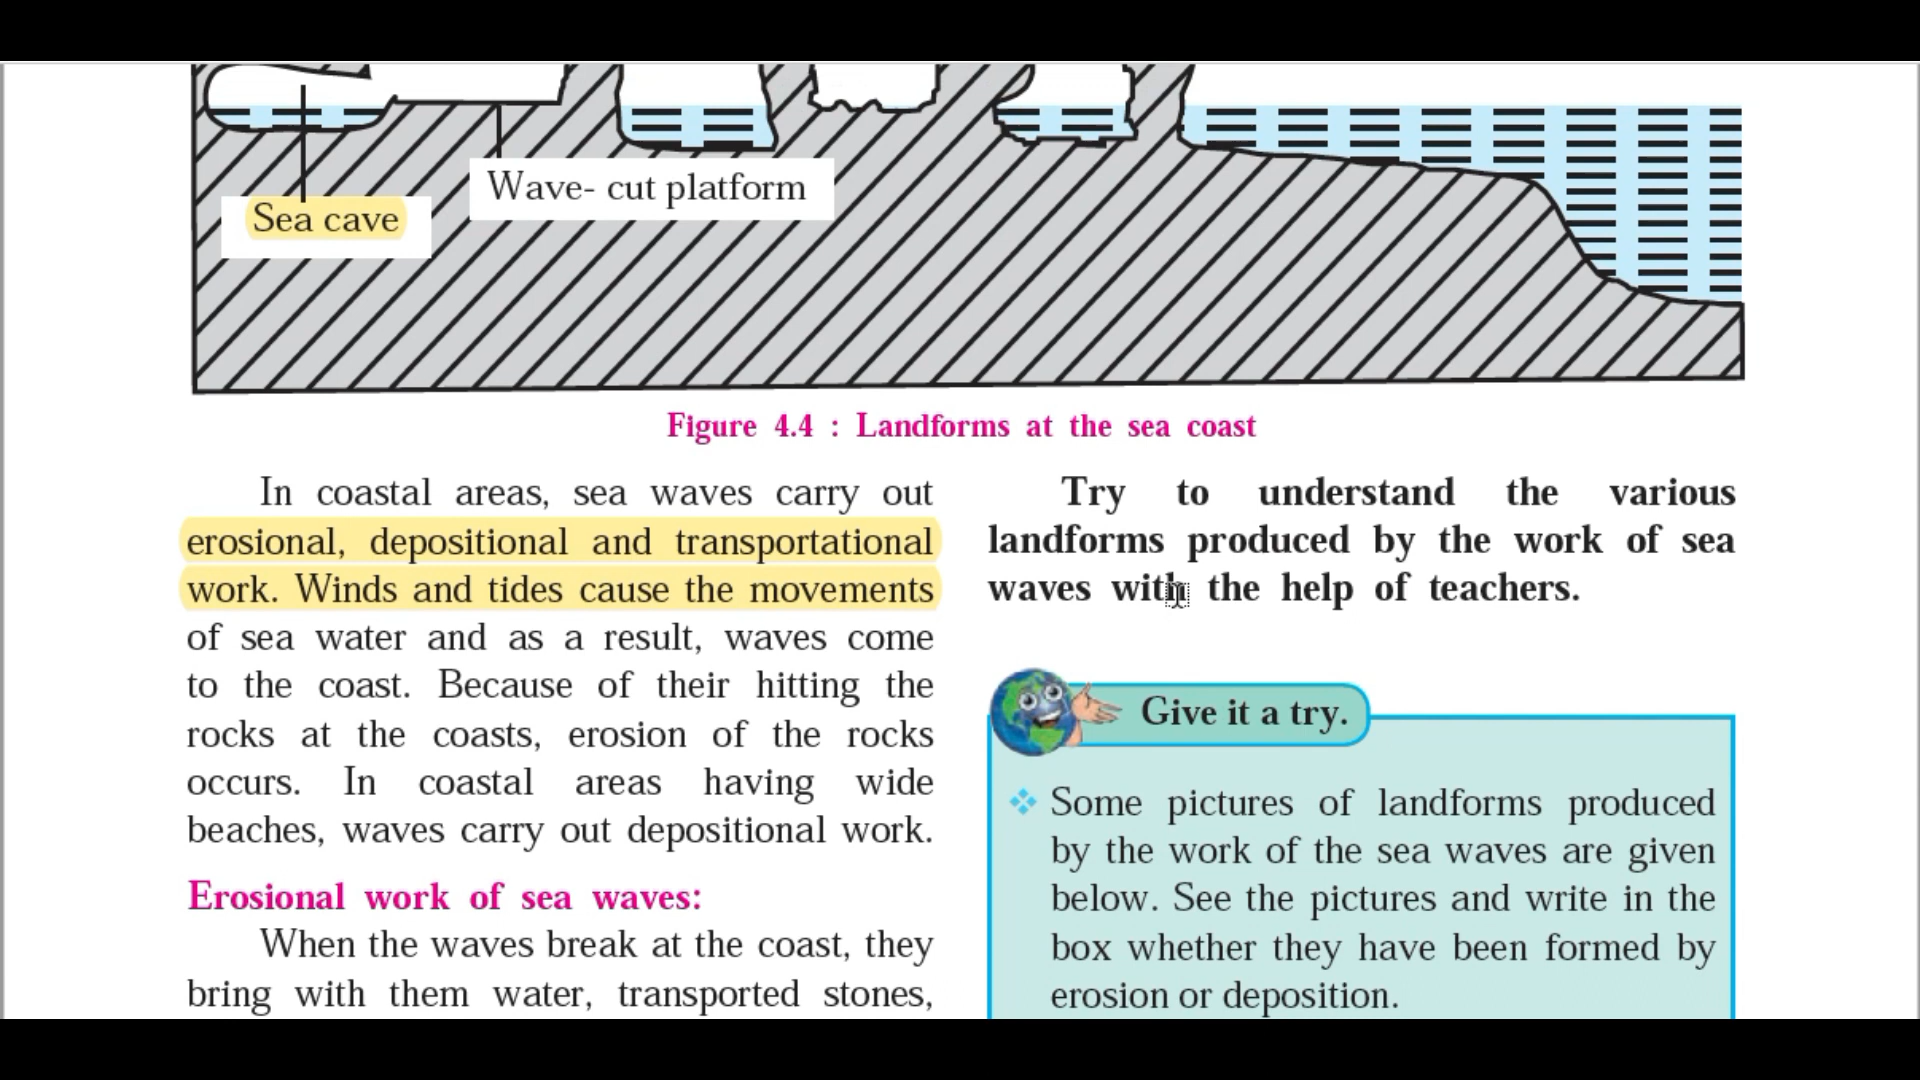 Wave- cut platform
Sea cave
Figure 4.4 : Landforms at the sea coast
In coastal areas, sea waves carry out
erosional, depositional and transportational
work. Winds and tides cause the movements
of sea water and as a result, waves come
to the coast. Because of their hitting the
rocks at the coasts, erosion of the rocks
occurs. In coastal areas having wide
beaches, waves carry out depositional work.
Erosional work of sea waves:
When the waves break at the coast, they
bring with them water, transported stones,
Try to understand the various
landforms produced by the work of sea
waves with the help of teachers.
Give it a try.
❖ Some pictures of landforms produced
by the work of the sea waves are given
below. See the pictures and write in the
box whether they have been formed by
erosion or deposition.